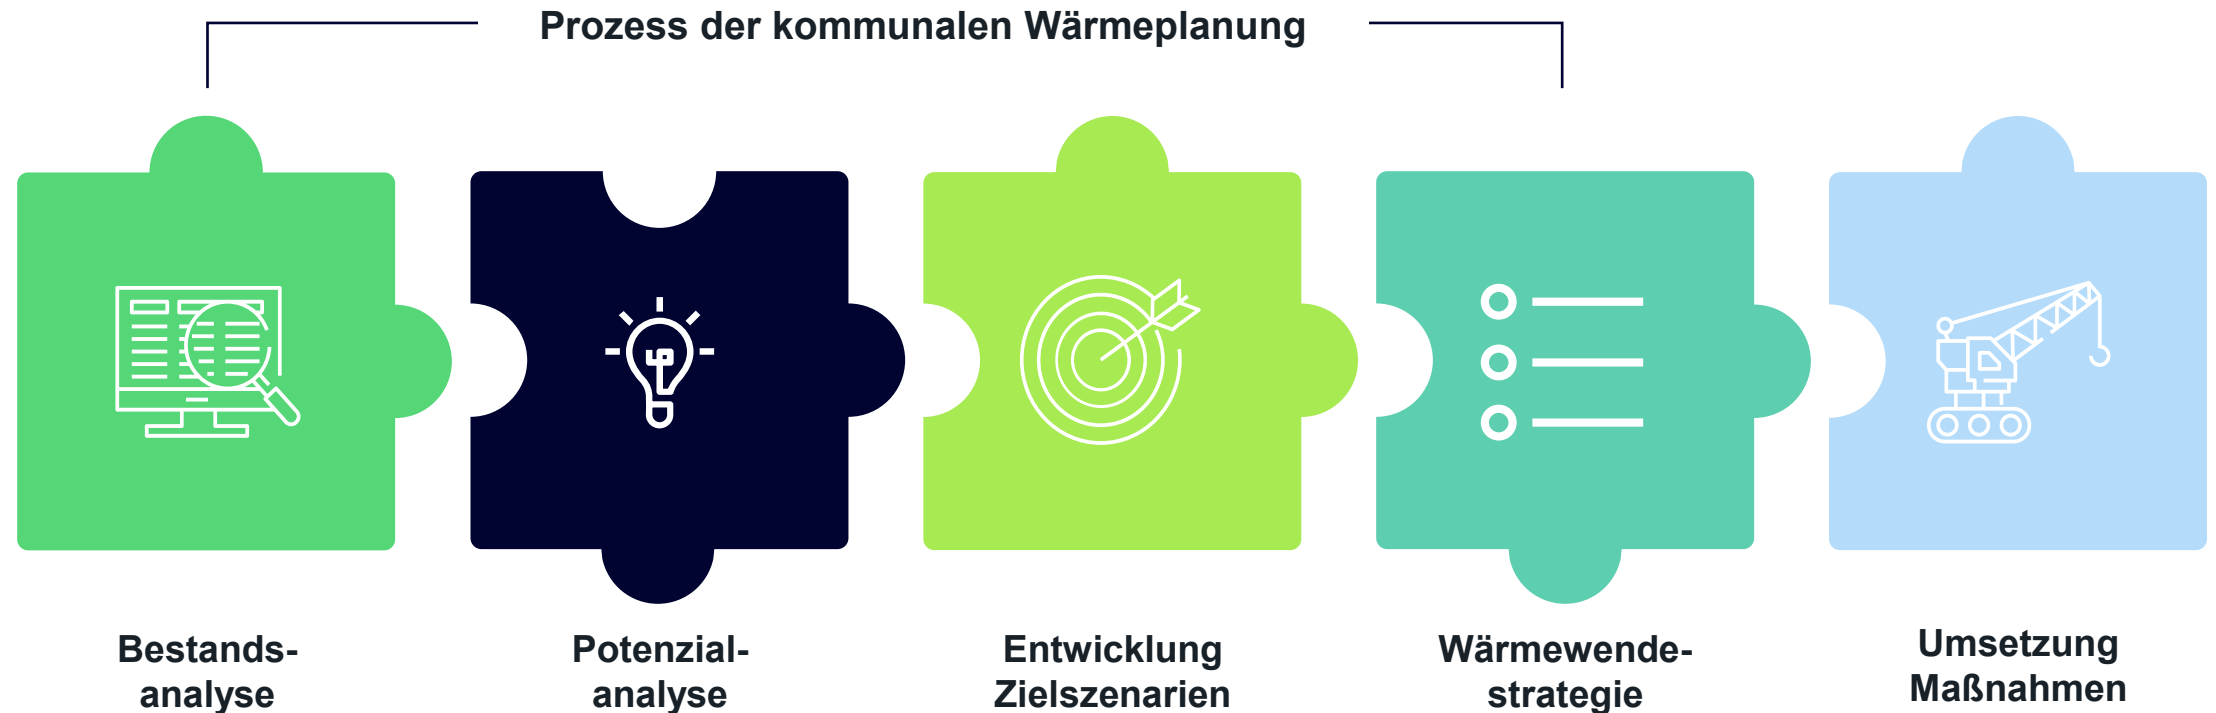 Prozess der kommunalen Wärmeplanung
Bestands-
analyse
Potenzial-
analyse
Entwicklung
Zielszenarien
Wärmewende-
strategie
Umsetzung
Maßnahmen